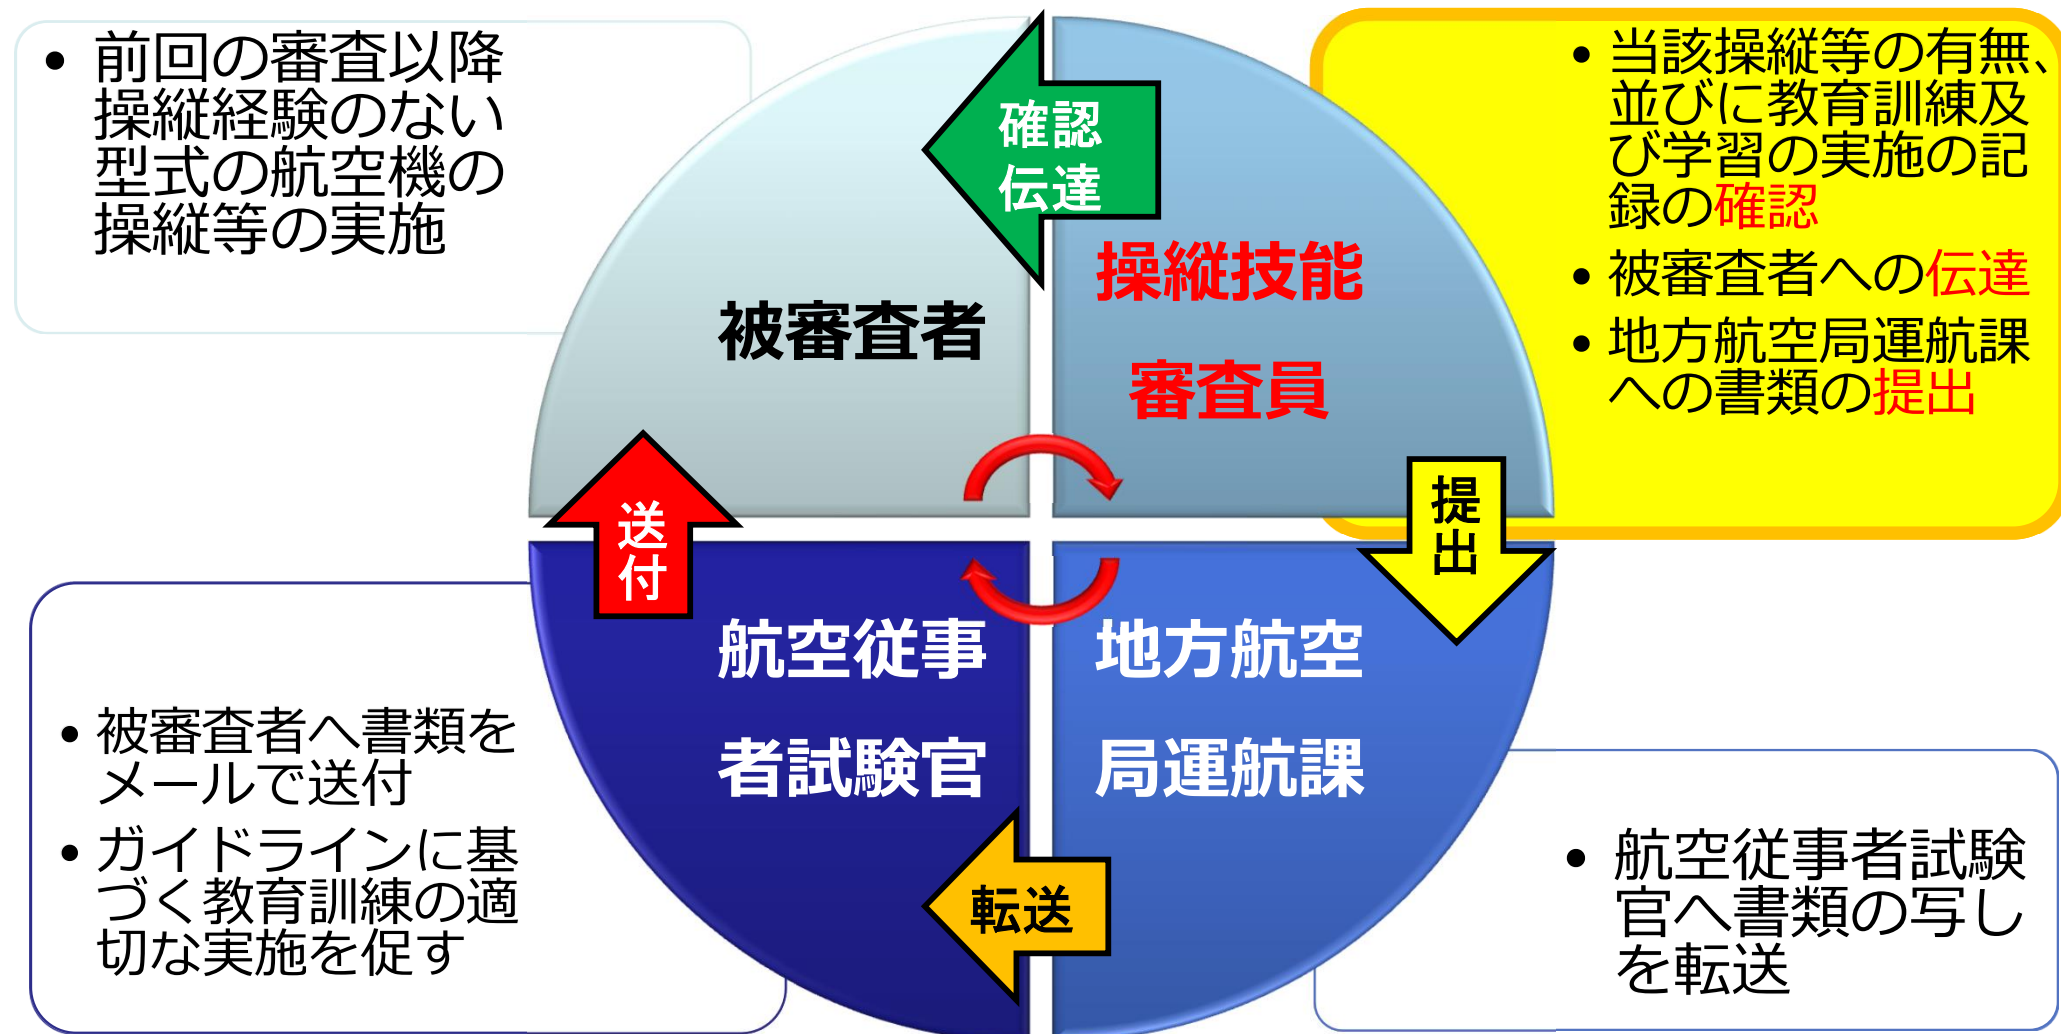 • 前回の審査以降
操縦経験のない
型式の航空機の
操縦等の実施
確認
伝達
被審査者
操縦技能
審査員
• 当該操縦等の有無、
並びに教育訓練及
び学習の実施の記
録の確認
• 被審査者への伝達
• 地方航空局運航課
への書類の提出
送
付
提
出
航空従事
者試験官
地方航空
局運航課
転送
• 被審査者へ書類を
メールで送付
• ガイドラインに基
づく教育訓練の適
切な実施を促す
• 航空従事者試験
官へ書類の写し
を転送